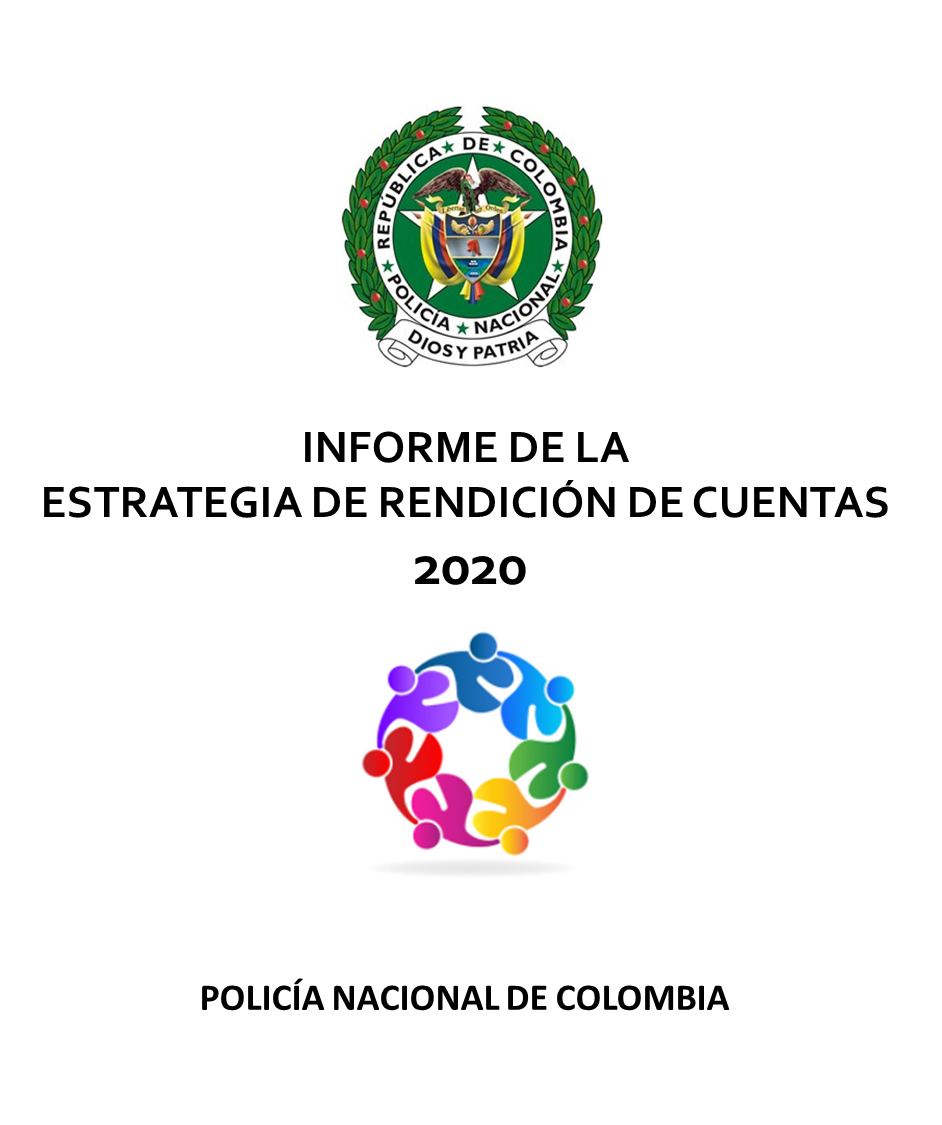 REPÚBLICA DE COLOMBIA
Libertad y Orden
POLICÍA NACIONAL
DIOS Y PATRIA
INFORME DE LA
ESTRATEGIA DE RENDICIÓN DE CUENTAS
2020
POLICÍA NACIONAL DE COLOMBIA